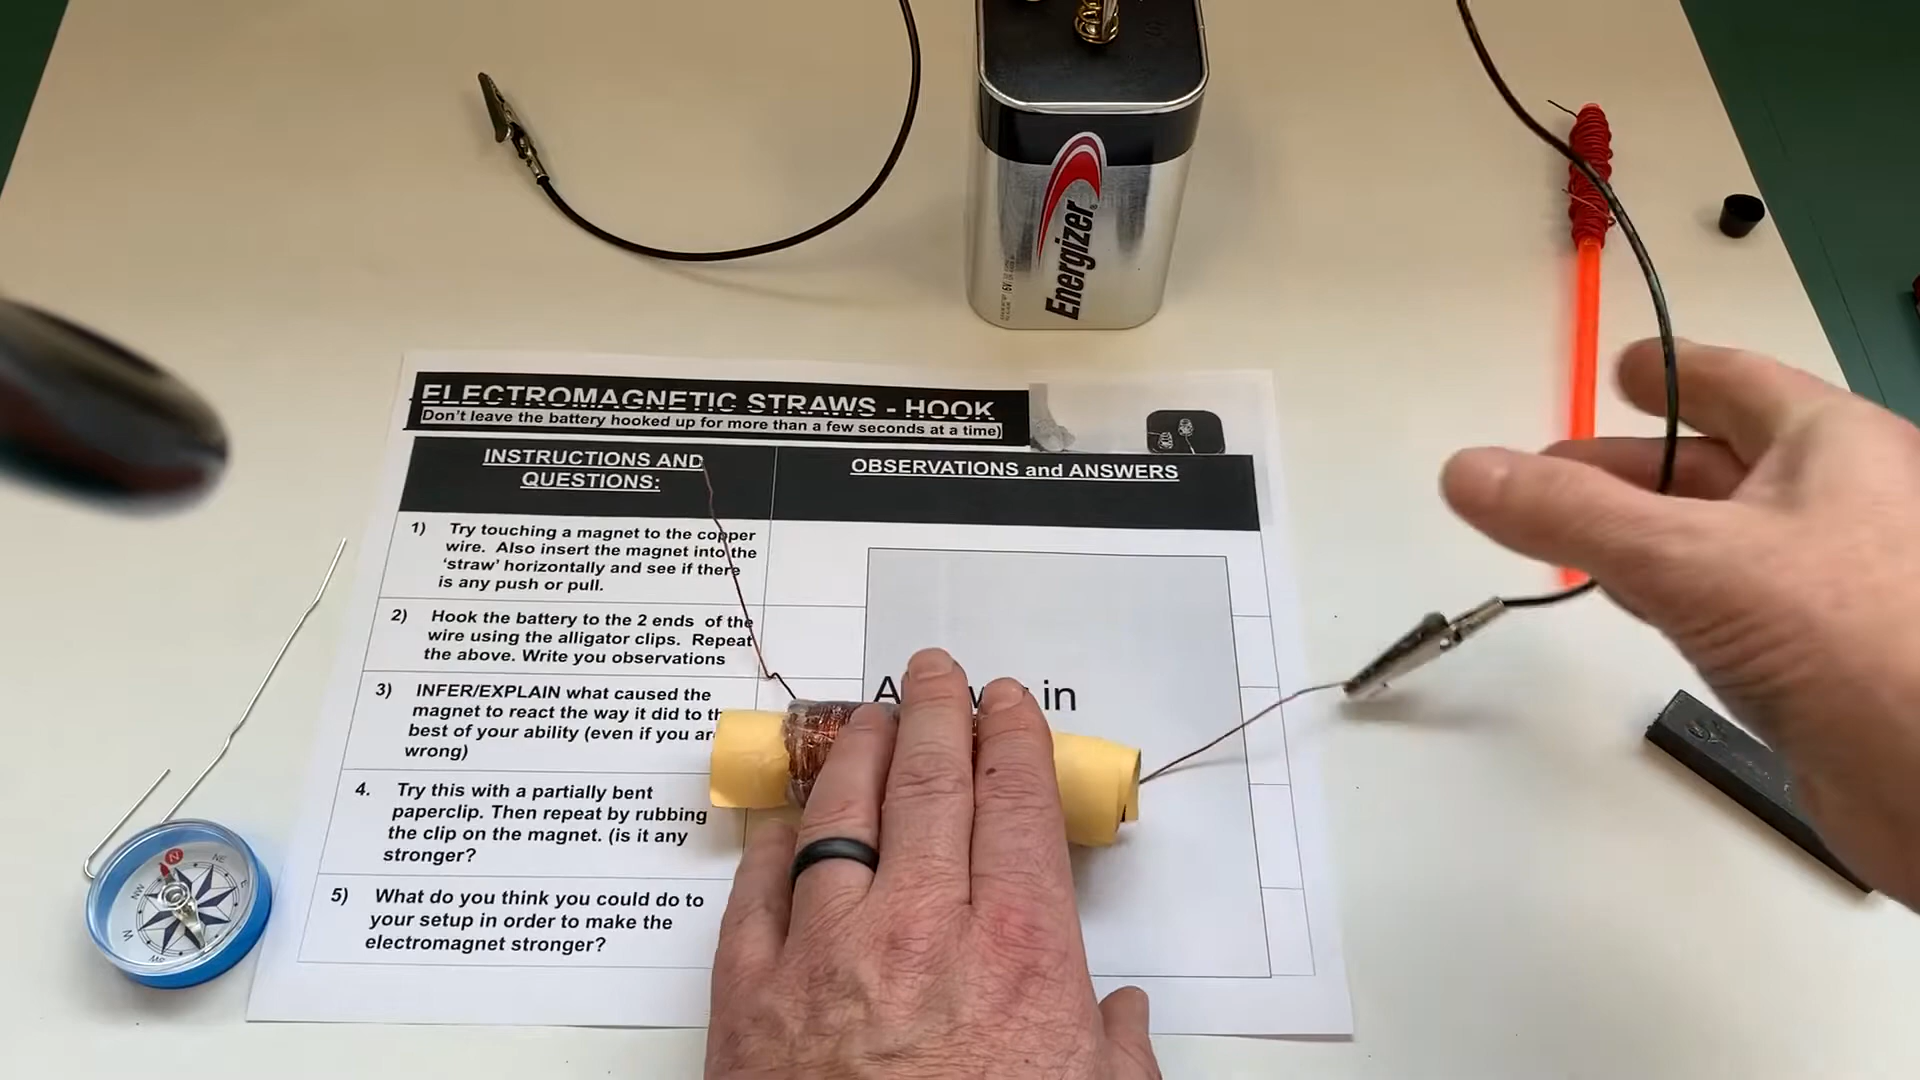 Energizer
ELECTROMAGNETIC STRAWS - HOOK
Don't leave the battery hooked up for more than a few seconds at a time)
INSTRUCTIONS AND
QUESTIONS:
OBSERVATIONS and ANSWERS
1) Try touching a magnet to the copper
wire. Also insert the magnet into the
'straw' horizontally and see if there
is any push or pull.
2) Hook the battery to the 2 ends of the
wire using the alligator clips. Repeat
the above. Write you observations
3) INFER/EXPLAIN what caused the
magnet to react the way it did to
best of your ability (even if you
wrong)
in
4. Try this with a partially bent
paperclip. Then repeat by rubbing
the clip on the magnet. (is it any
stronger?
5) What do you think you could do to
your setup in order to make the
electromagnet stronger?
N
NE
E
NW
W
SW